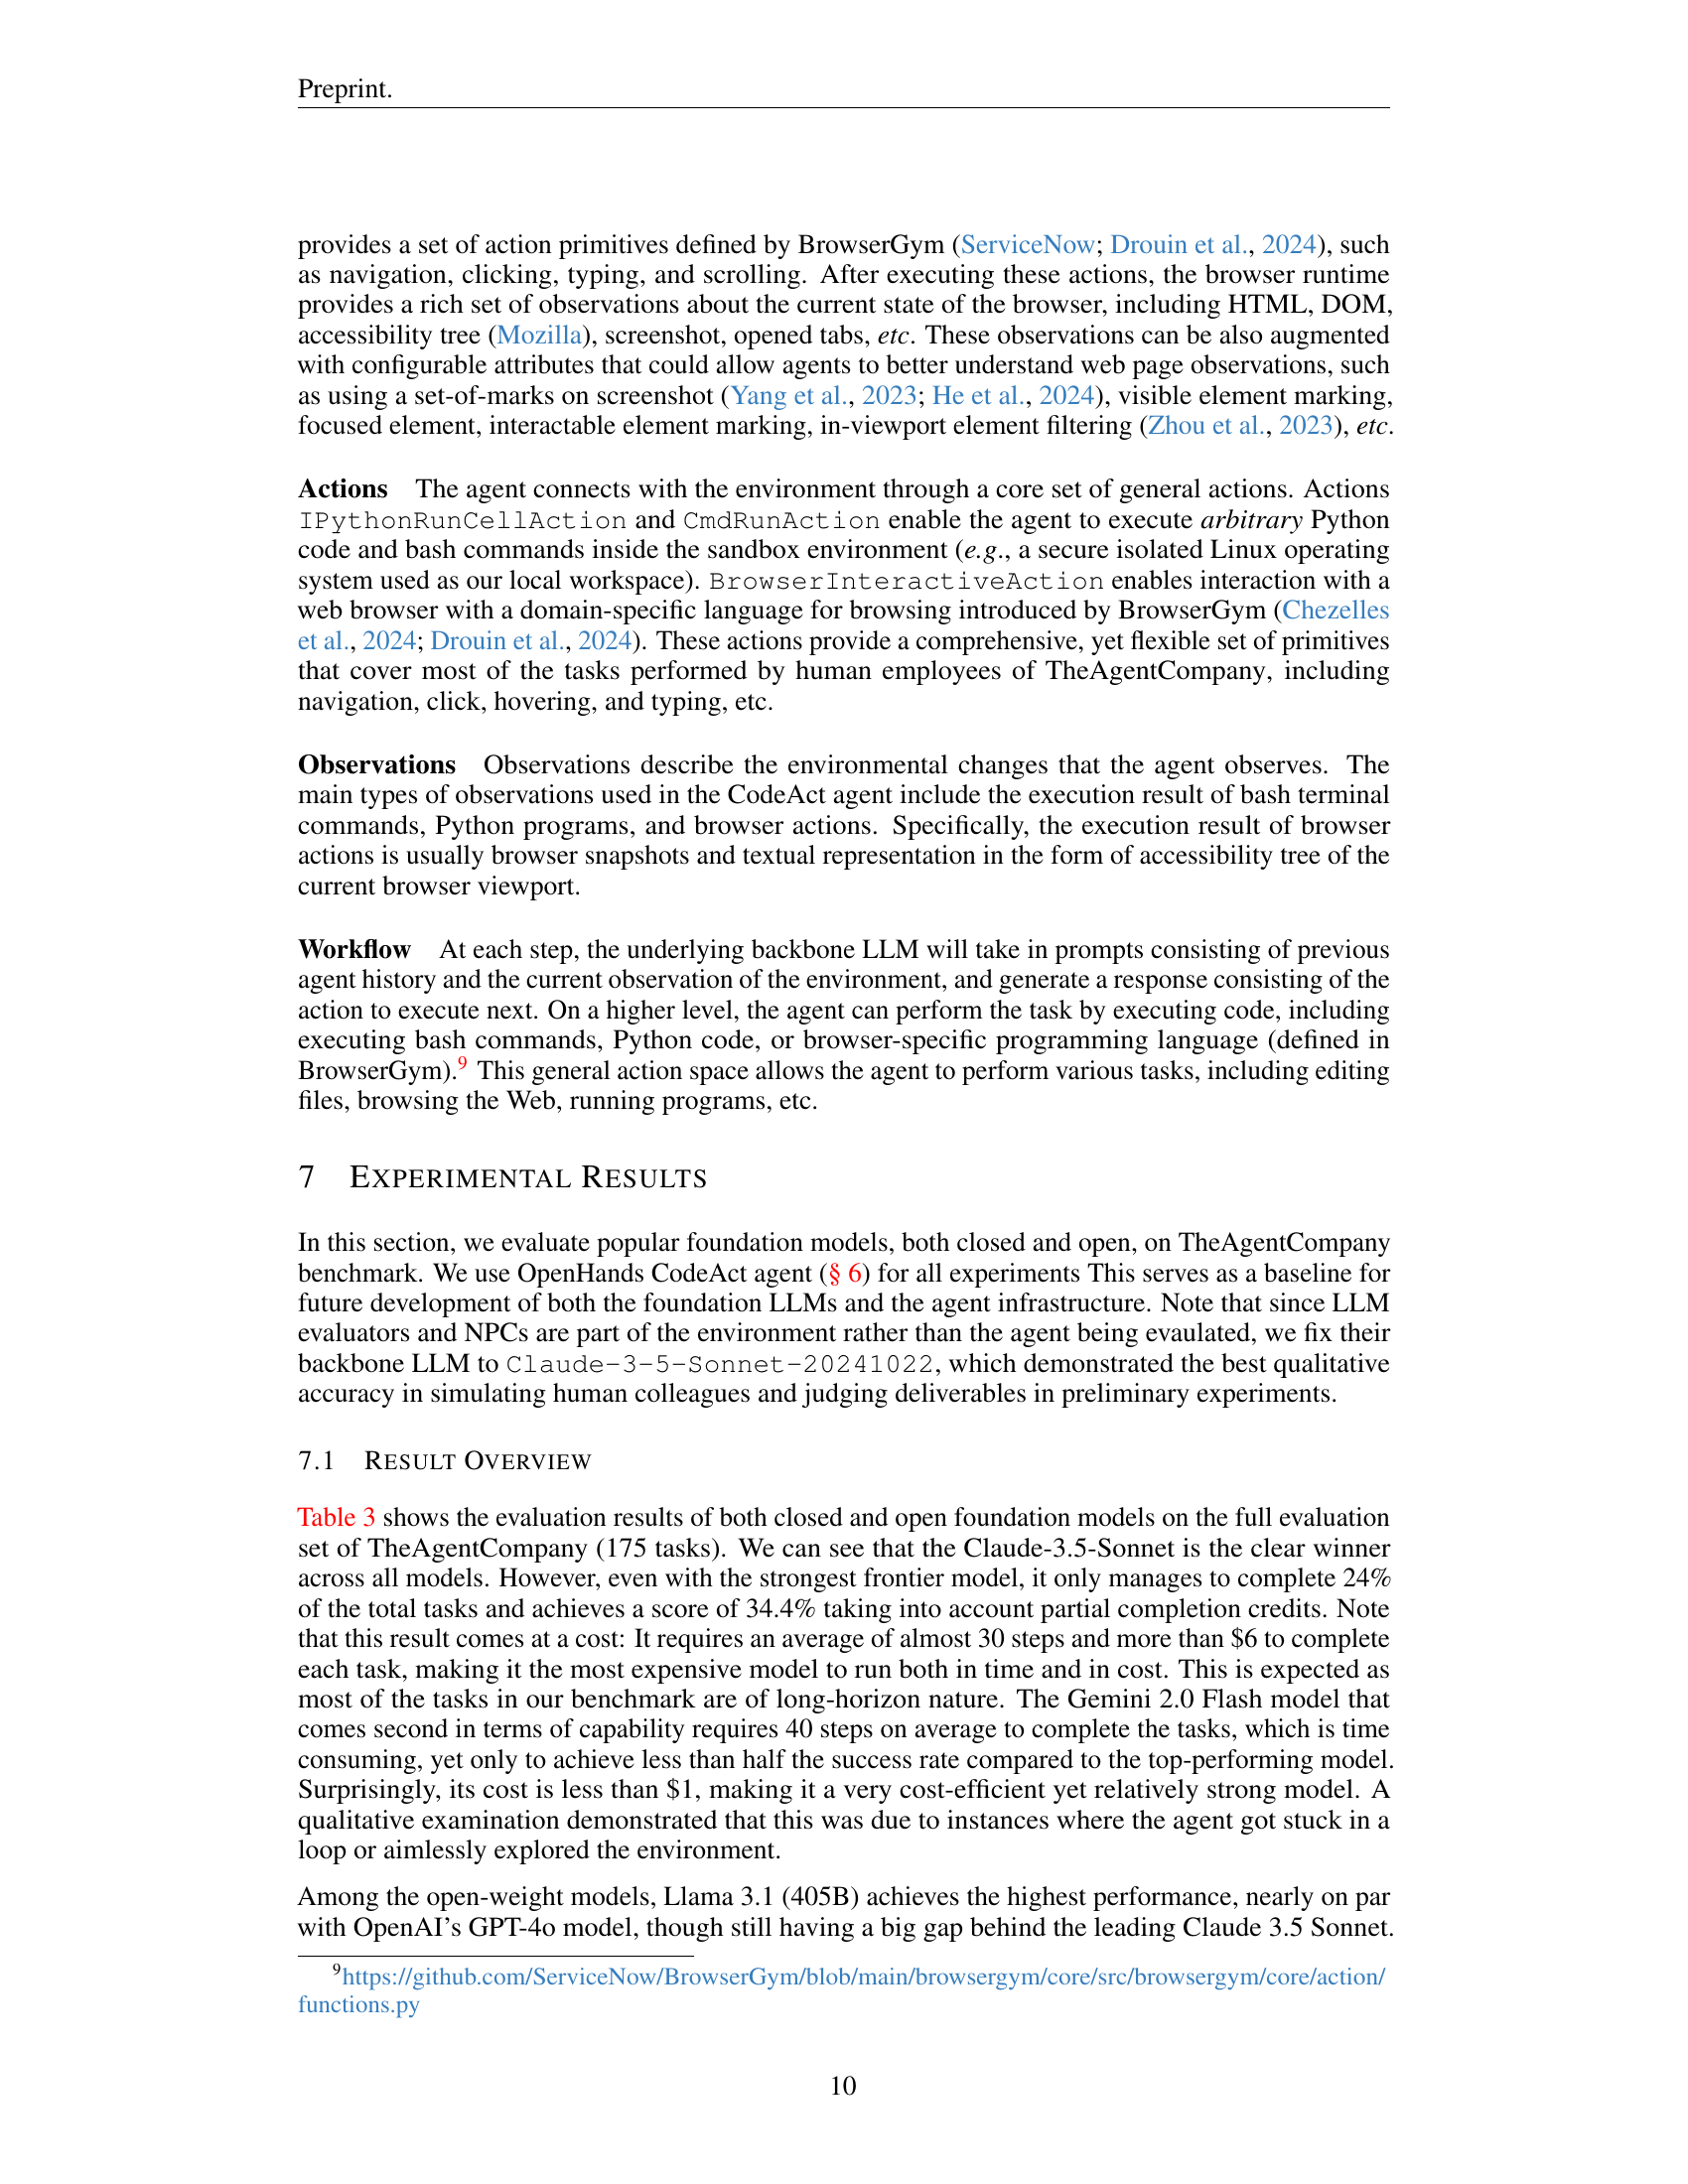 Preprint.
provides a set of action primitives defined by BrowserGym (ServiceNow; Drouin et al., 2024), such
as navigation, clicking, typing, and scrolling. After executing these actions, the browser runtime
provides a rich set of observations about the current state of the browser, including HTML, DOM,
accessibility tree (Mozilla), screenshot, opened tabs, etc. These observations can be also augmented
with configurable attributes that could allow agents to better understand web page observations, such
as using a set-of-marks on screenshot (Yang et al., 2023; He et al., 2024), visible element marking,
focused element, interactable element marking, in-viewport element filtering (Zhou et al., 2023), etc.
Actions The agent connects with the environment through a core set of general actions. Actions
IPythonRunCellAction and CmdRunAction enable the agent to execute arbitrary Python
code and bash commands inside the sandbox environment (e.g., a secure isolated Linux operating
system used as our local workspace). BrowserInteractiveAction enables interaction with a
web browser with a domain-specific language for browsing introduced by BrowserGym (Chezelles
et al., 2024; Drouin et al., 2024). These actions provide a comprehensive, yet flexible set of primitives
that cover most of the tasks performed by human employees of TheAgentCompany, including
navigation, click, hovering, and typing, etc.
Observations Observations describe the environmental changes that the agent observes. The
main types of observations used in the CodeAct agent include the execution result of bash terminal
commands, Python programs, and browser actions. Specifically, the execution result of browser
actions is usually browser snapshots and textual representation in the form of accessibility tree of the
current browser viewport.
Workflow At each step, the underlying backbone LLM will take in prompts consisting of previous
agent history and the current observation of the environment, and generate a response consisting of the
action to execute next. On a higher level, the agent can perform the task by executing code, including
executing bash commands, Python code, or browser-specific programming language (defined in
BrowserGym).9 This general action space allows the agent to perform various tasks, including editing
files, browsing the Web, running programs, etc.
7 EXPERIMENTAL RESULTS
In this section, we evaluate popular foundation models, both closed and open, on TheAgentCompany
benchmark. We use OpenHands CodeAct agent (§ 6) for all experiments This serves as a baseline for
future development of both the foundation LLMs and the agent infrastructure. Note that since LLM
evaluators and NPCs are part of the environment rather than the agent being evaulated, we fix their
backbone LLM to Claude-3-5-Sonnet-20241022, which demonstrated the best qualitative
accuracy in simulating human colleagues and judging deliverables in preliminary experiments.
7.1 RESULT OVERVIEW
Table 3 shows the evaluation results of both closed and open foundation models on the full evaluation
set of TheAgentCompany (175 tasks). We can see that the Claude-3.5-Sonnet is the clear winner
across all models. However, even with the strongest frontier model, it only manages to complete 24%
of the total tasks and achieves a score of 34.4% taking into account partial completion credits. Note
that this result comes at a cost: It requires an average of almost 30 steps and more than $6 to complete
each task, making it the most expensive model to run both in time and in cost. This is expected as
most of the tasks in our benchmark are of long-horizon nature. The Gemini 2.0 Flash model that
comes second in terms of capability requires 40 steps on average to complete the tasks, which is time
consuming, yet only to achieve less than half the success rate compared to the top-performing model.
Surprisingly, its cost is less than $1, making it a very cost-efficient yet relatively strong model. A
qualitative examination demonstrated that this was due to instances where the agent got stuck in a
loop or aimlessly explored the environment.
Among the open-weight models, Llama 3.1 (405B) achieves the highest performance, nearly on par
with OpenAI's GPT-4o model, though still having a big gap behind the leading Claude 3.5 Sonnet.
9https://github.com/ServiceNow/BrowserGym/blob/main/browsergym/core/src/browsergym/core/action/
functions.py
10